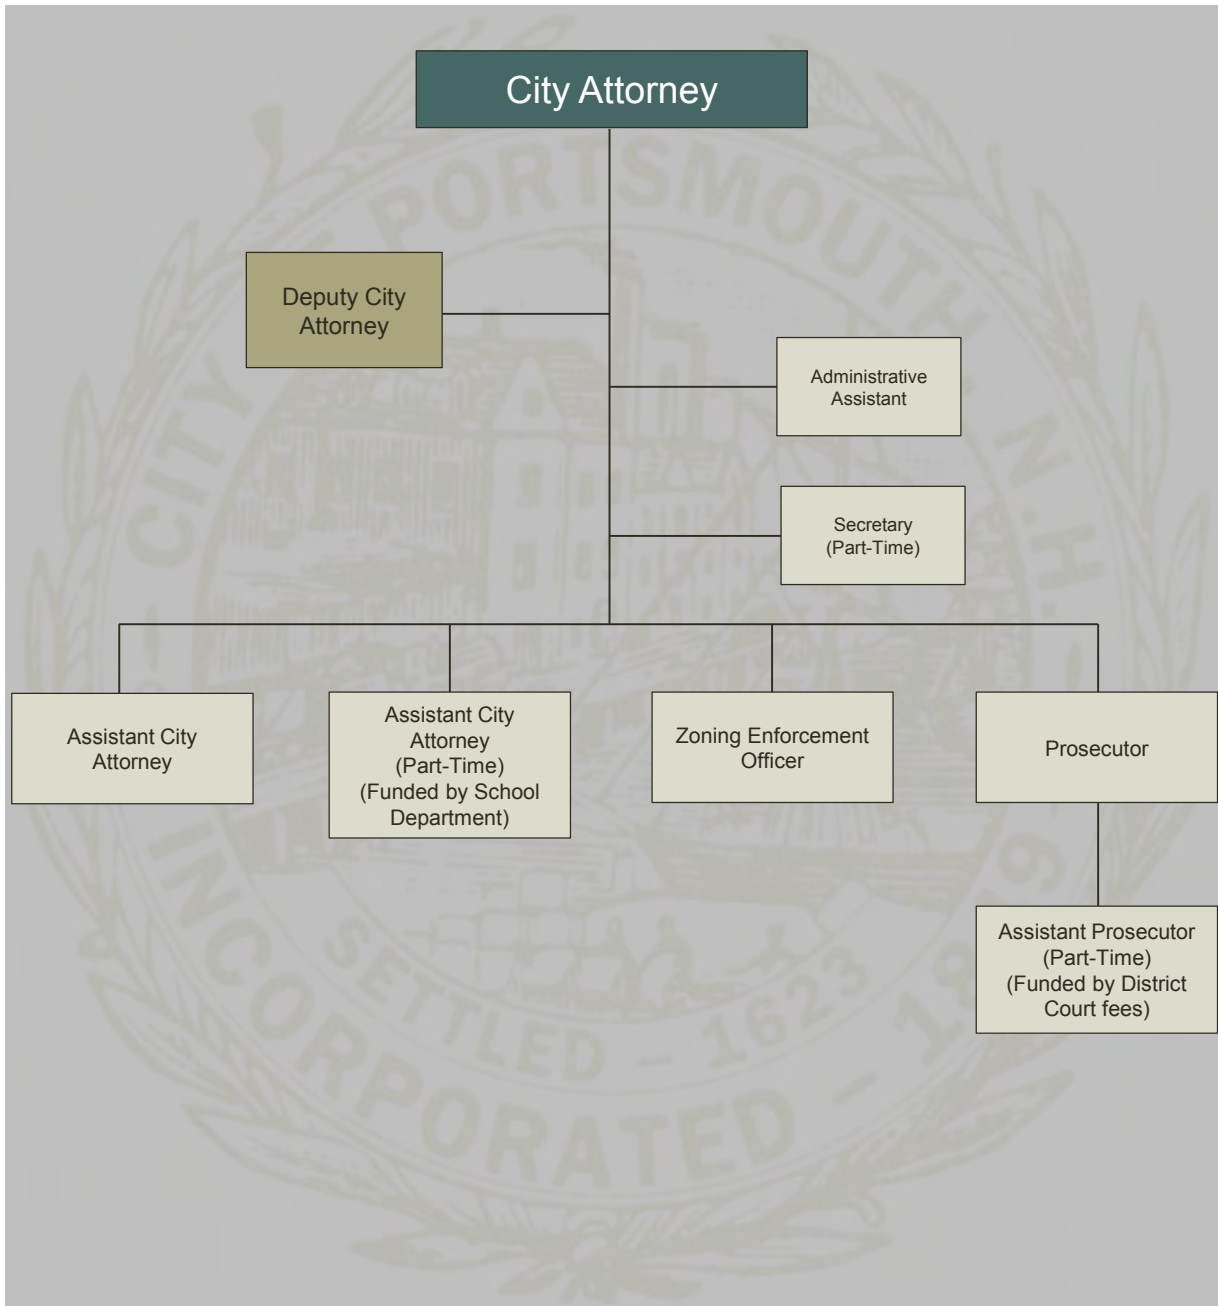 City Attorney
Deputy City
Attorney
Administrative
Assistant
Secretary
(Part-Time)
Assistant City
Attorney
Assistant City
Attorney
(Part-Time)
(Funded by School
Department)
Zoning Enforcement
Officer
Prosecutor
Assistant Prosecutor
(Part-Time)
(Funded by District
Court fees)
CITY
PORTSMOUTH, N.H.
SETTLED – 1623
INCORPORATED –